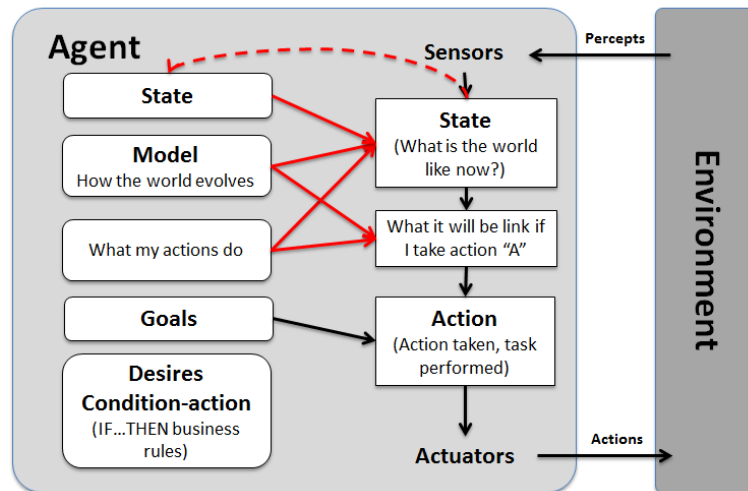 Agent
Sensors
Percepts
State
State
(What is the world
like now?)
Model
How the world evolves
What my actions do
What it will be link if
I take action “A”
Goals
Action
(Action taken, task
performed)
Desires
Condition-action
(IF...THEN business
rules)
Actuators
Actions
Environment